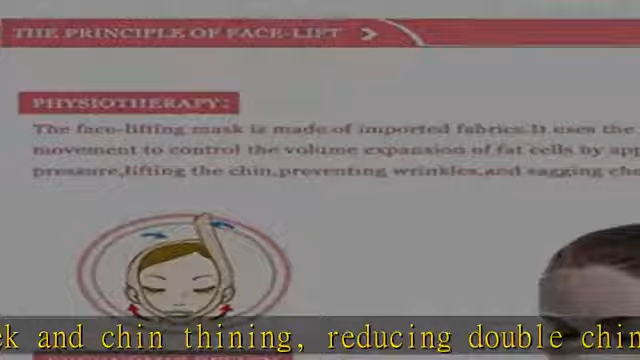 THE PRINCIPLE OF FACE-LIFT
PHYSIOTHERAPY:
The face-lifting mask is made of imported fabrics.It uses the
movement to control the volume expansion of fat cells by app
pressure,lifting the chin,preventing wrinkles,and sagging che
ek and chin thining, reducing double chin